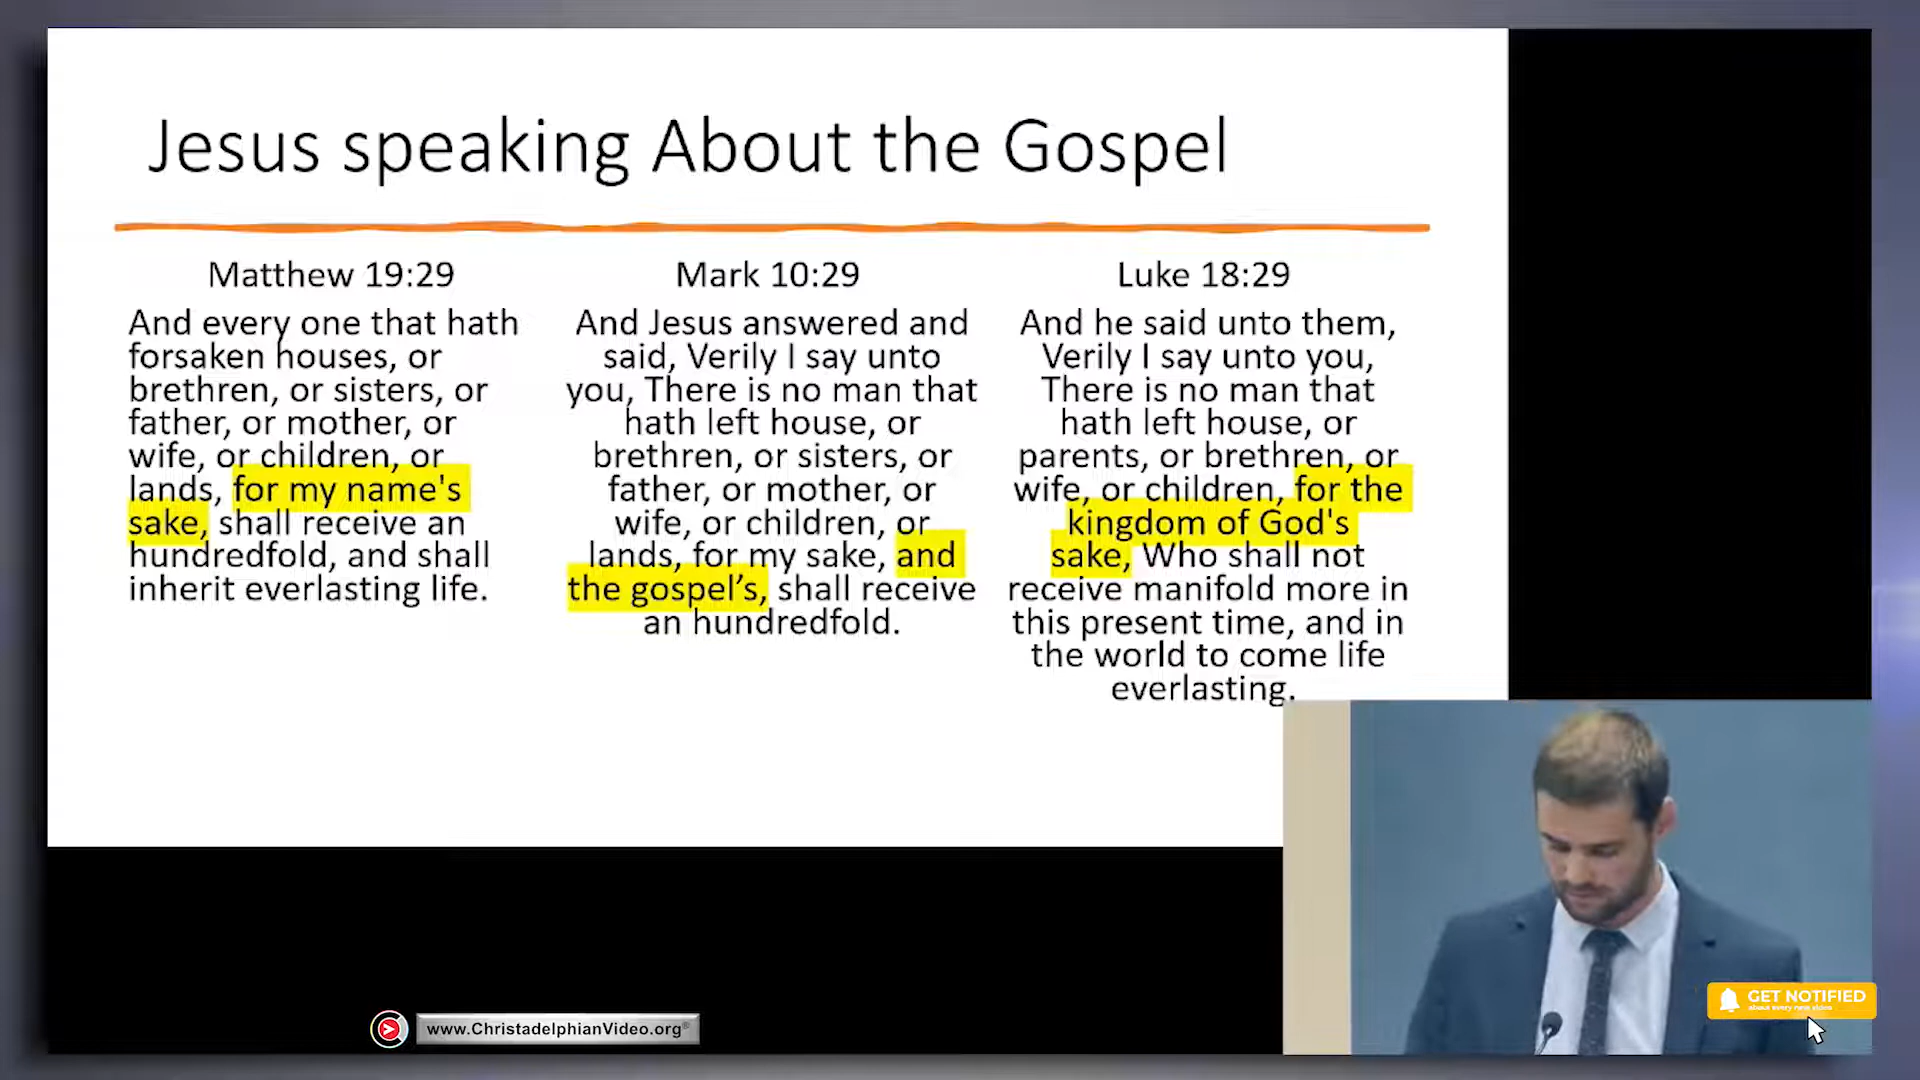 Jesus speaking About the Gospel
Matthew 19:29
And every one that hath
forsaken houses, or
brethren, or sisters, or
father, or mother, or
wife, or children, or
lands, for my name's
sake, shall receive an
hundredfold, and shall
inherit everlasting life.
Mark 10:29
And Jesus answered and
said, Verily I say unto
you, There is no man that
hath left house, or
brethren, or sisters, or
father, or mother, or
wife, or children, or
lands, for my sake, and
the gospel’s, shall receive
an hundredfold.
Luke 18:29
And he said unto them,
Verily I say unto you,
There is no man that
hath left house, or
parents, or brethren, or
wife, or children, for the
kingdom of God's
sake, Who shall not
receive manifold more in
this present time, and in
the world to come life
everlasting.
GET NOTIFIED
about every new video
www.ChristadelphianVideo.org®